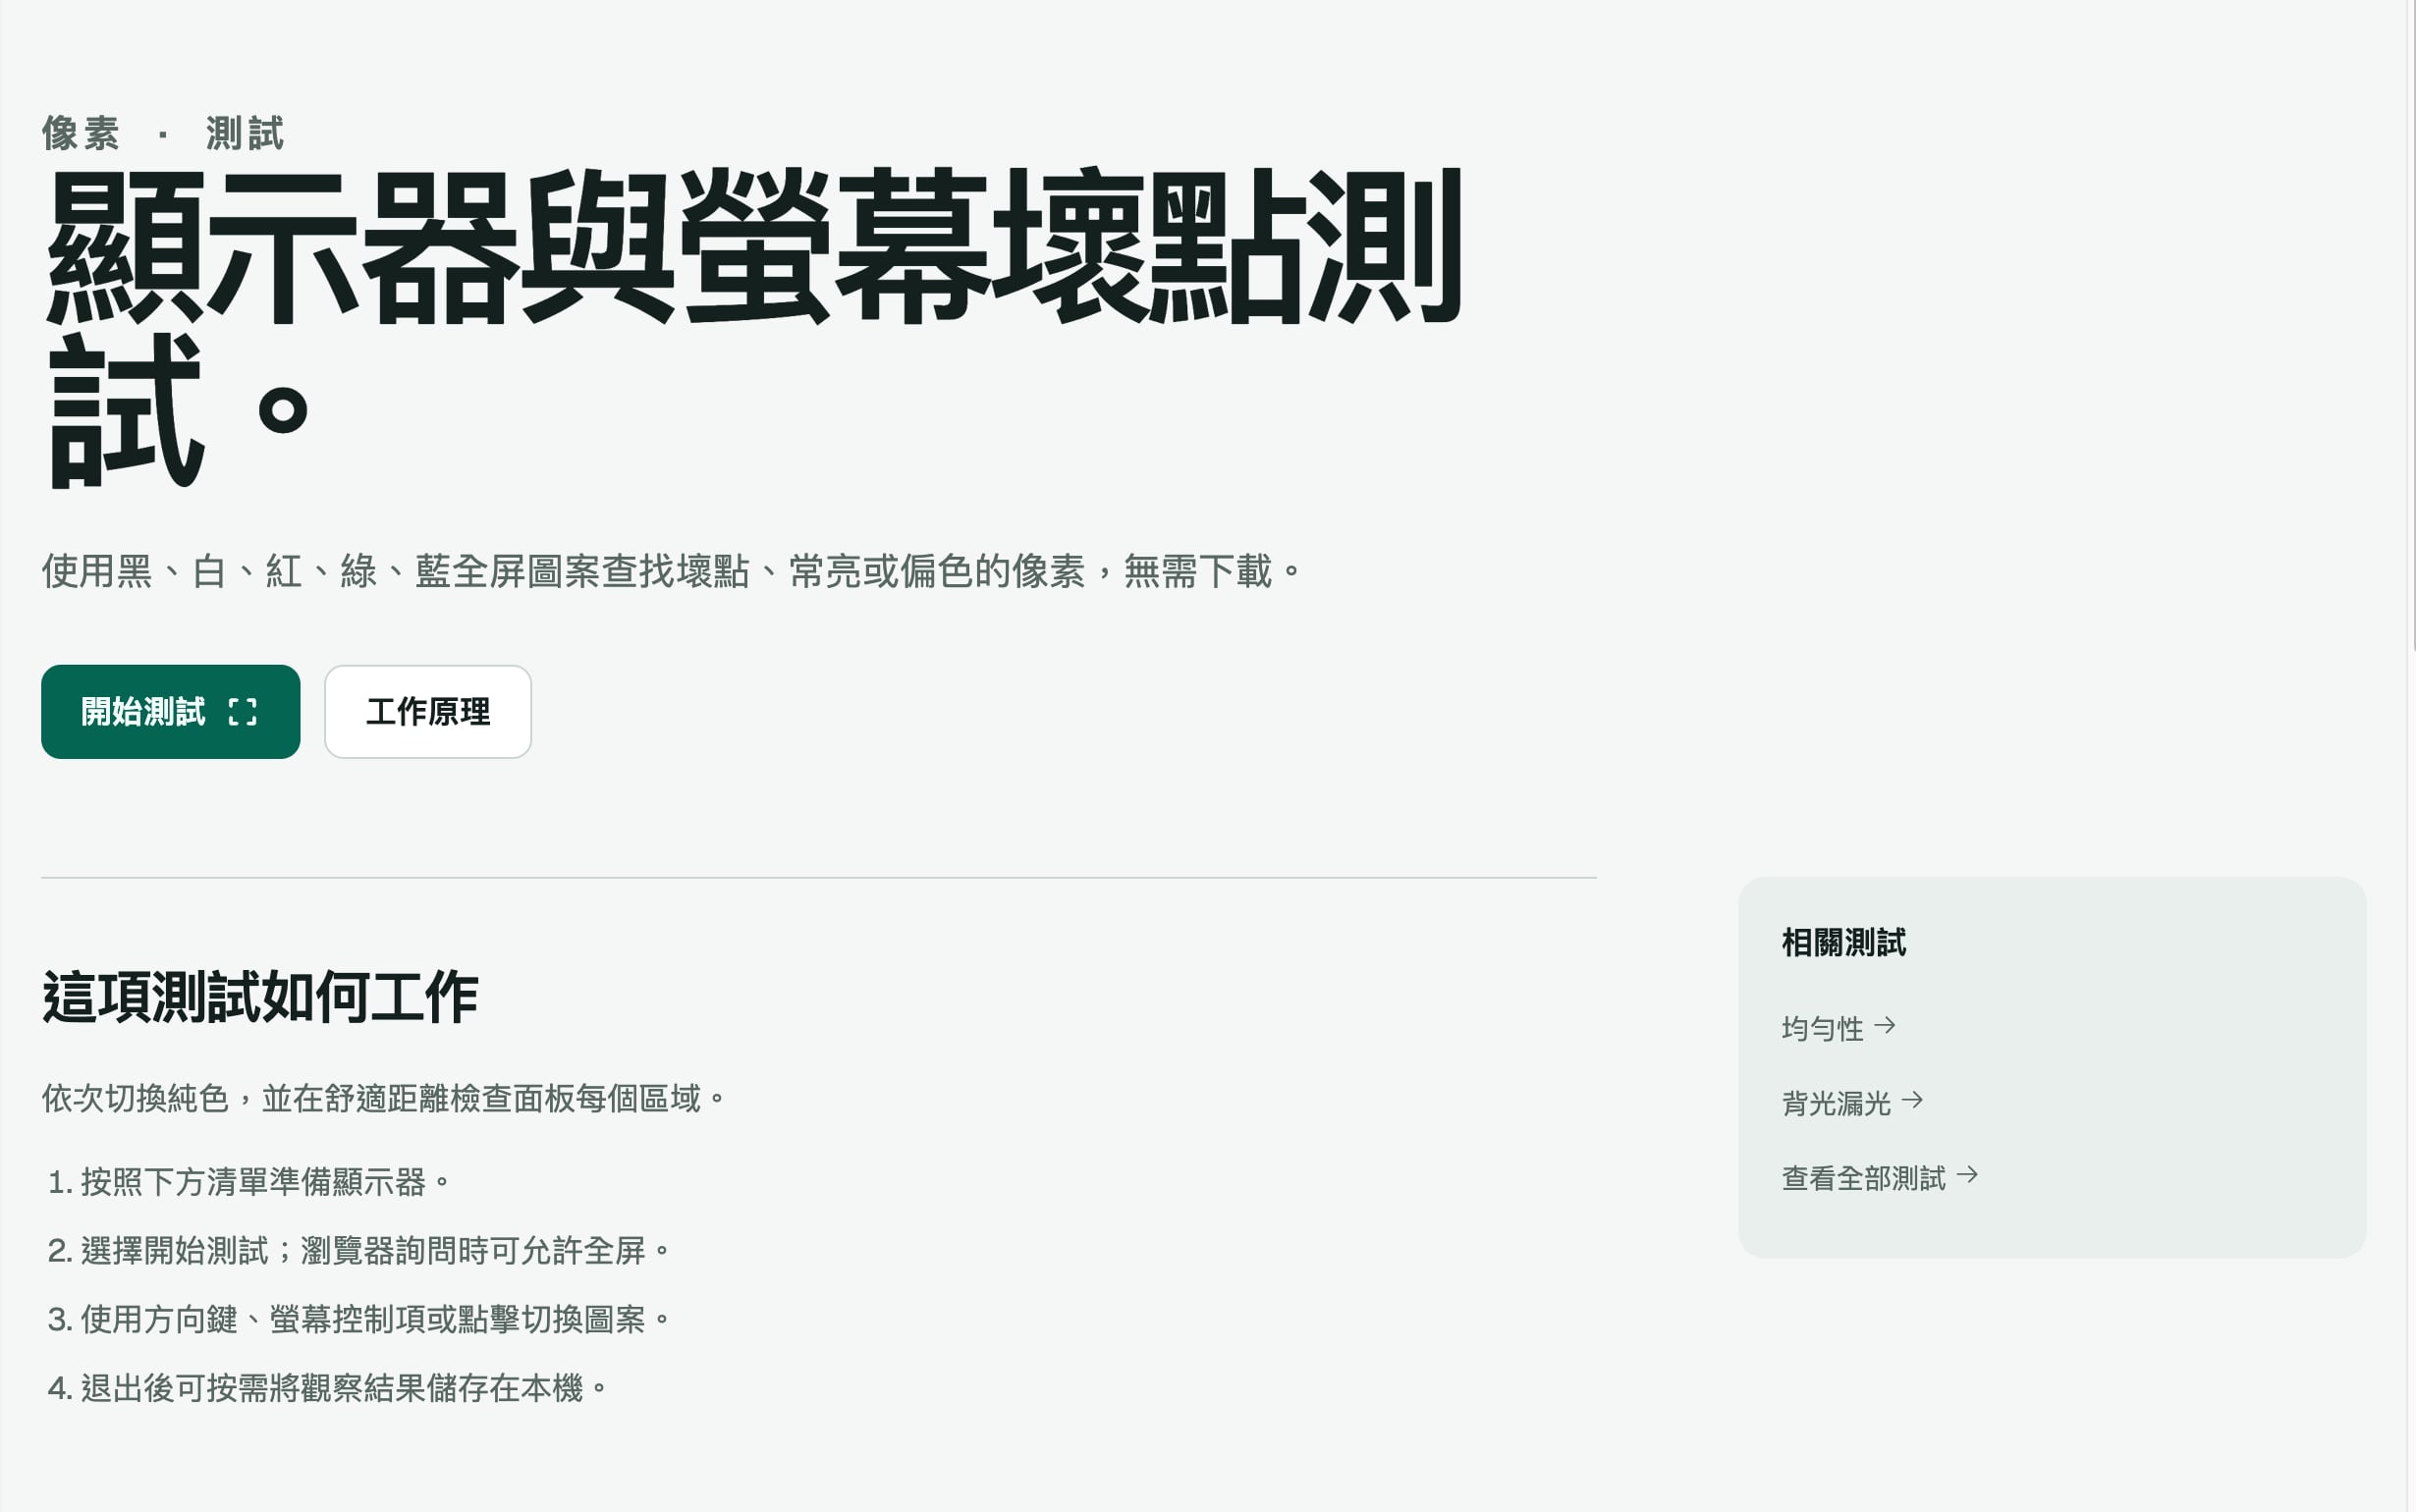 像素 · 測試
顯示器與螢幕壞點測
試。
使用黑、白、紅、綠、藍全屏圖案查找壞點、常亮或偏色的像素，無需下載。
開始測試
工作原理
這項測試如何工作
依次切換純色，並在舒適距離檢查面板每個區域。
1. 按照下方清單準備顯示器。
2. 選擇開始測試；瀏覽器詢問時可允許全屏。
3. 使用方向鍵、螢幕控制項或點擊切換圖案。
4. 退出後可按需將觀察結果儲存在本機。
相關測試
均勻性 →
背光漏光 →
查看全部測試 →